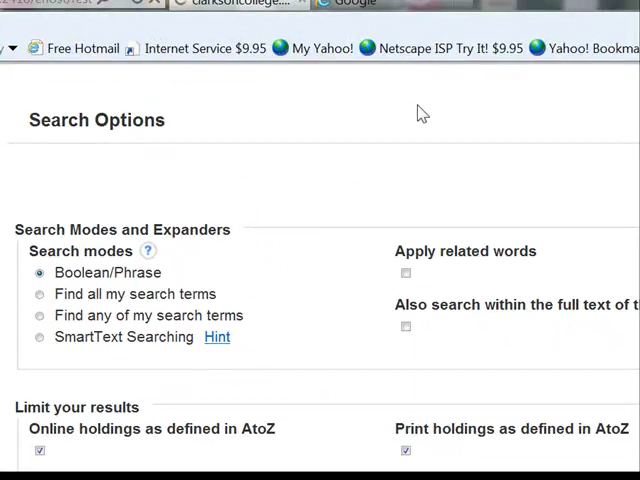 clarksoncollege....
Google
Free Hotmail Internet Service $9.95 My Yahoo! Netscape ISP Try It! $9.95 Yahoo! Bookma
Search Options
Search Modes and Expanders
Search modes ?
Apply related words
Boolean/Phrase
Find all my search terms
Also search within the full text of t
Find any of my search terms
SmartText Searching Hint
Limit your results
Online holdings as defined in AtoZ
Print holdings as defined in AtoZ